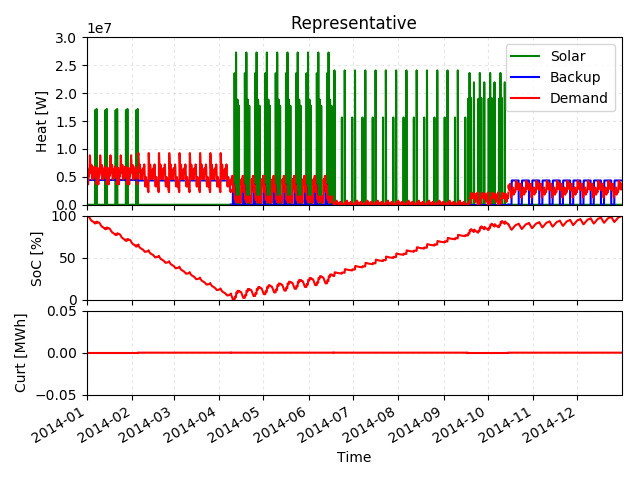 Representative
1e7
3.0
2.5
2.0
1.5
1.0
0.5
0.0
Heat [W]
Solar
Backup
Demand
100
50
0
SoC [%]
0.05
0.00
−0.05
Curt [MWh]
2014-01
2014-02
2014-03
2014-04
2014-05
2014-06
2014-07
2014-08
2014-09
2014-10
2014-11
2014-12
Time